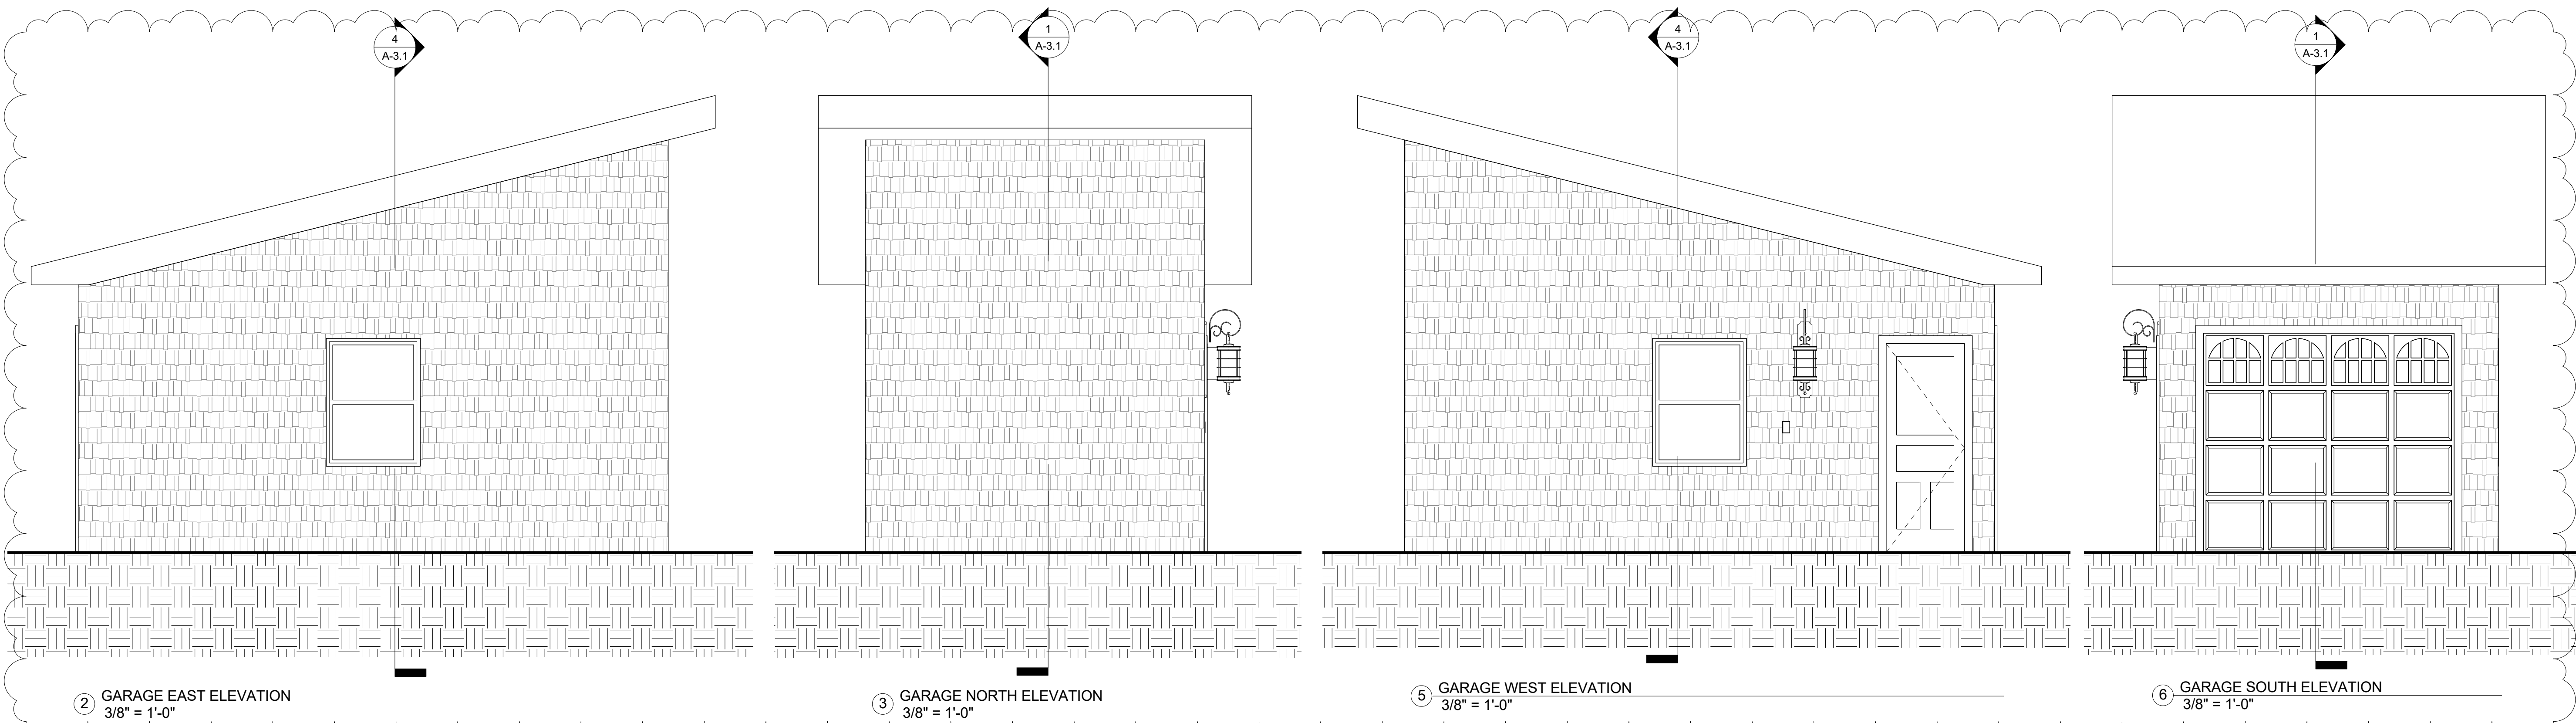 4
A-3.1
1
A-3.1
4
A-3.1
1
A-3.1
2 GARAGE EAST ELEVATION
3/8" = 1'-0"
3 GARAGE NORTH ELEVATION
3/8" = 1'-0"
5 GARAGE WEST ELEVATION
3/8" = 1'-0"
6 GARAGE SOUTH ELEVATION
3/8" = 1'-0"